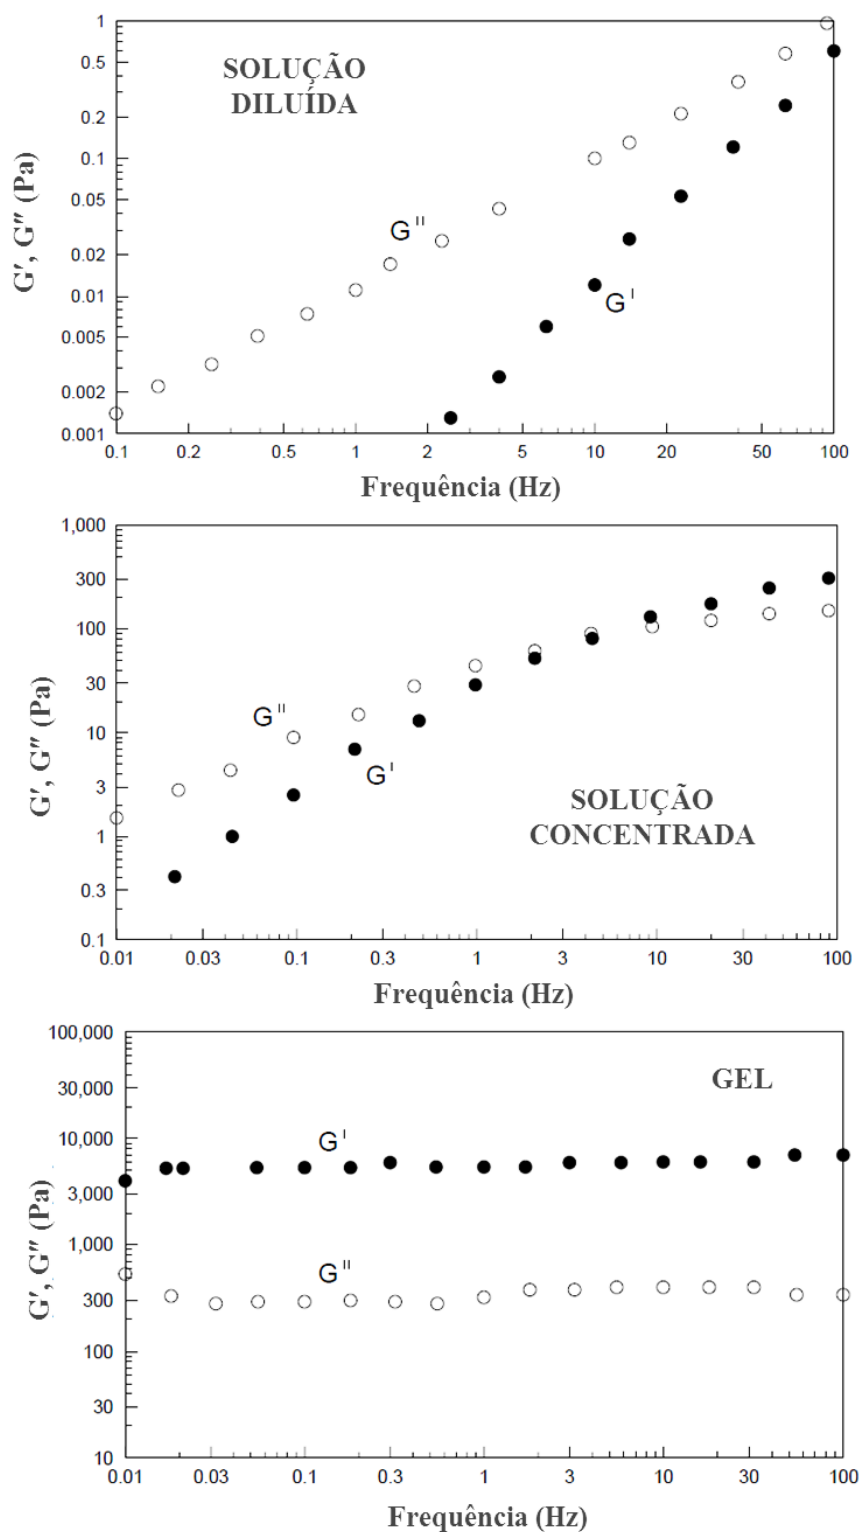 SOLUÇÃO
DILUÍDA
G′, G″ (Pa)
1
0.5
0.2
0.1
0.05
0.02
0.01
0.005
0.002
0.001
G"
G'
0.1 0.2 0.5 1 2 5 10 20 50 100
Frequência (Hz)
1,000
300
100
30
10
3
1
0.3
0.1
G′, G″ (Pa)
G"
G'
SOLUÇÃO
CONCENTRADA
0.01 0.03 0.1 0.3 1 3 10 30 100
Frequência (Hz)
100,000
30,000
10,000
3,000
1,000
300
100
30
10
G′, G″ (Pa)
GEL
G'
G"
0.01 0.03 0.1 0.3 1 3 10 30 100
Frequência (Hz)